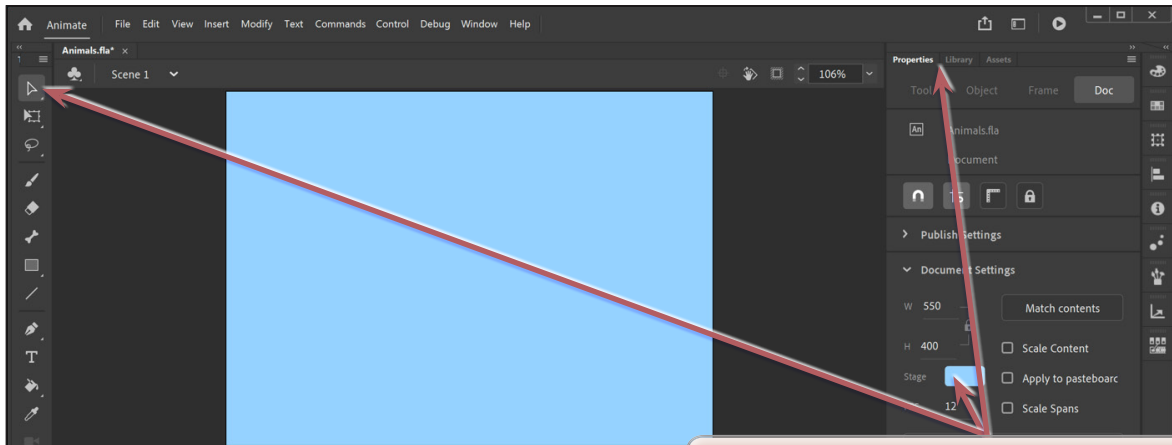 Animate File Edit View Insert Modify Text Commands Control Debug Window Help
Animals.fla* ×
Scene 1
106%
Properties Library Assets
Tool Object Frame Doc
An Animals.fla
Document
Publish Settings
Document Settings
W 550
Match contents
H 400
Scale Content
Stage
Apply to pasteboarc
12
Scale Spans
T